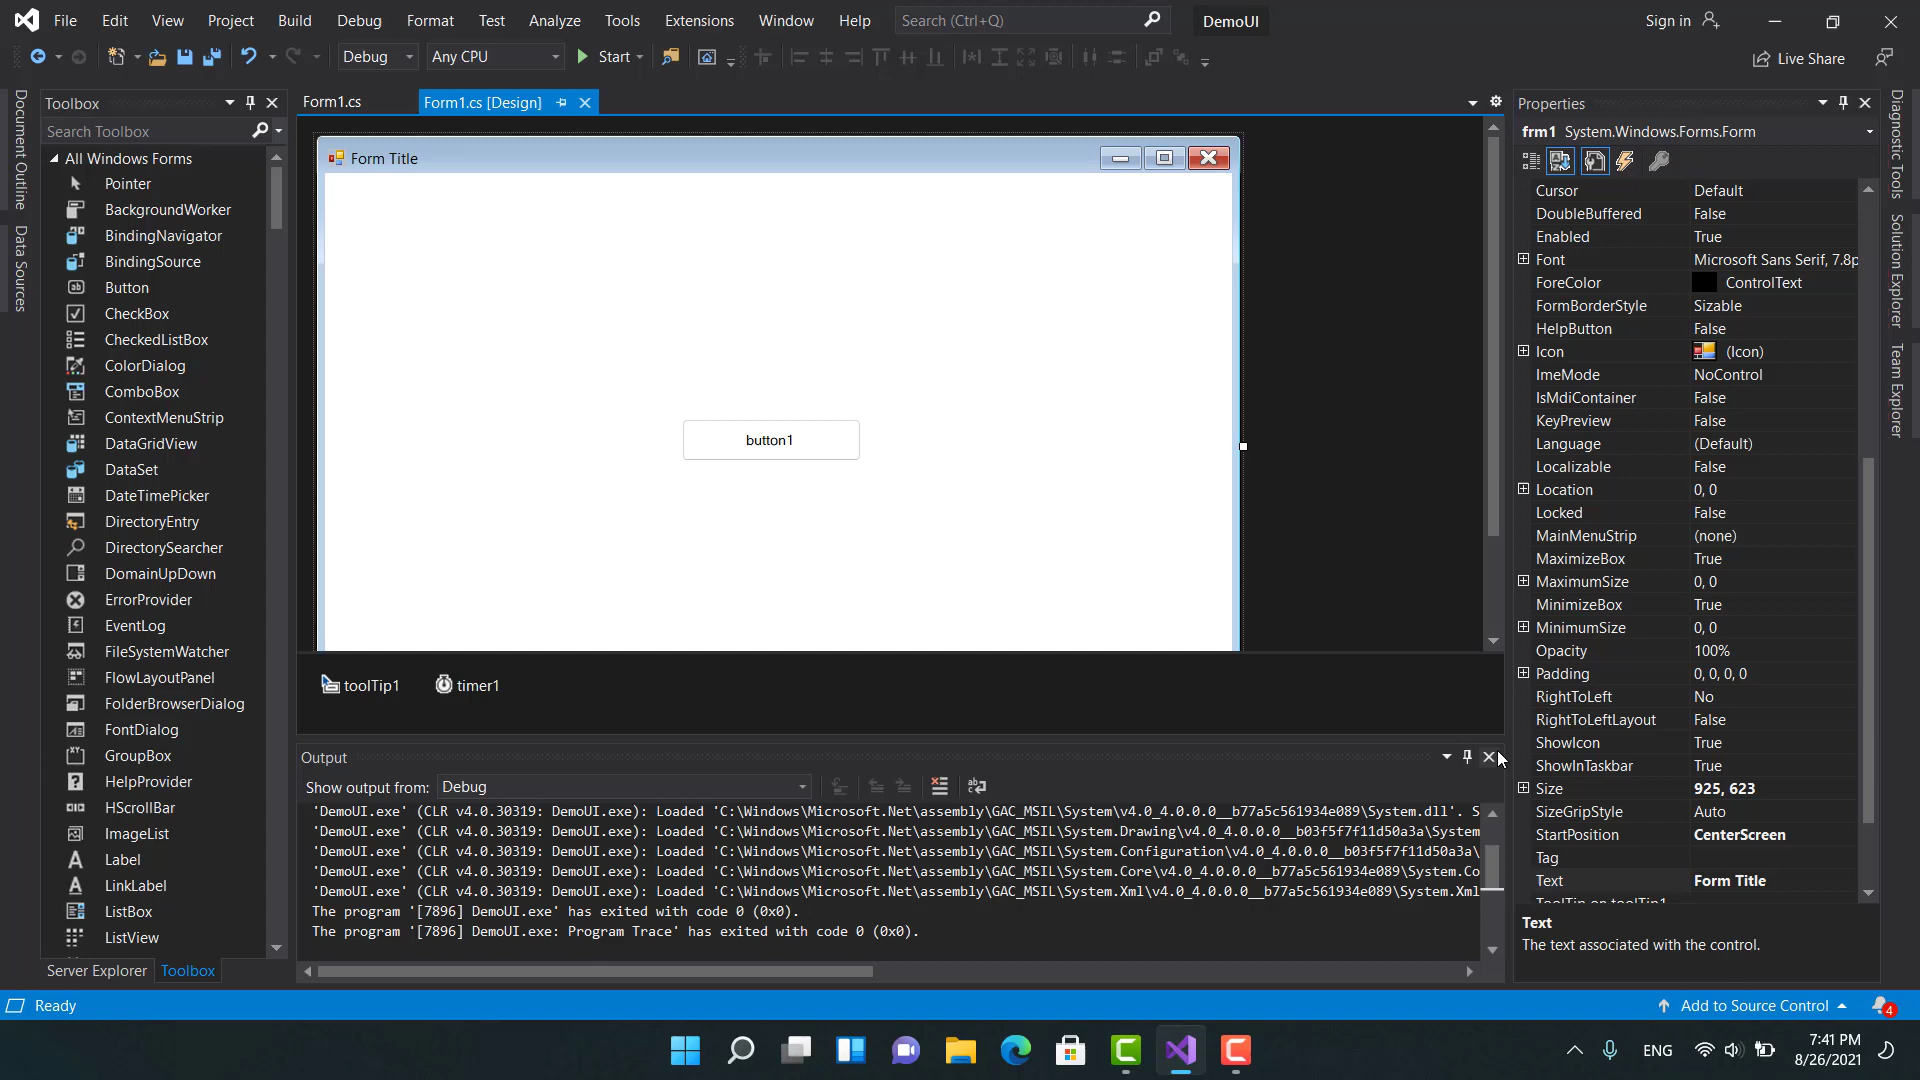 File Edit View Project Build Debug Format Test Analyze Tools Extensions Window Help Search (Ctrl+Q) DemoUI Sign in
Debug Any CPU Start Live Share
Document Outline
Data Sources
Toolbox
Search Toolbox
All Windows Forms
Pointer
BackgroundWorker
BindingNavigator
BindingSource
Button
CheckBox
CheckedListBox
ColorDialog
ComboBox
ContextMenuStrip
DataGridView
DataSet
DateTimePicker
DirectoryEntry
DirectorySearcher
DomainUpDown
ErrorProvider
EventLog
FileSystemWatcher
FlowLayoutPanel
FolderBrowserDialog
FontDialog
GroupBox
HelpProvider
HScrollBar
ImageList
Label
LinkLabel
ListBox
ListView
Server Explorer Toolbox
Form1.cs Form1.cs [Design]
Form Title
button1
toolTip1 timer1
Output
Show output from: Debug
'DemoUI.exe' (CLR v4.0.30319: DemoUI.exe): Loaded 'C:\Windows\Microsoft.Net\assembly\GAC_MSIL\System\v4.0_4.0.0.0__b77a5c561934e089\System.dll'. S
'DemoUI.exe' (CLR v4.0.30319: DemoUI.exe): Loaded 'C:\Windows\Microsoft.Net\assembly\GAC_MSIL\System.Drawing\v4.0_4.0.0.0__b03f5f7f11d50a3a\System
'DemoUI.exe' (CLR v4.0.30319: DemoUI.exe): Loaded 'C:\Windows\Microsoft.Net\assembly\GAC_MSIL\System.Configuration\v4.0_4.0.0.0__b03f5f7f11d50a3a\
'DemoUI.exe' (CLR v4.0.30319: DemoUI.exe): Loaded 'C:\Windows\Microsoft.Net\assembly\GAC_MSIL\System.Core\v4.0_4.0.0.0__b77a5c561934e089\System.Co
'DemoUI.exe' (CLR v4.0.30319: DemoUI.exe): Loaded 'C:\Windows\Microsoft.Net\assembly\GAC_MSIL\System.Xml\v4.0_4.0.0.0__b77a5c561934e089\System.Xml
The program '[7896] DemoUI.exe' has exited with code 0 (0x0).
The program '[7896] DemoUI.exe: Program Trace' has exited with code 0 (0x0).
Properties
frm1 System.Windows.Forms.Form
Cursor Default
DoubleBuffered False
Enabled True
Font Microsoft Sans Serif, 7.8p
ForeColor ControlText
FormBorderStyle Sizable
HelpButton False
Icon (Icon)
ImeMode NoControl
IsMdiContainer False
KeyPreview False
Language (Default)
Localizable False
Location 0, 0
Locked False
MainMenuStrip (none)
MaximizeBox True
MaximumSize 0, 0
MinimizeBox True
MinimumSize 0, 0
Opacity 100%
Padding 0, 0, 0, 0
RightToLeft No
RightToLeftLayout False
ShowIcon True
ShowInTaskbar True
Size 925, 623
SizeGripStyle Auto
StartPosition CenterScreen
Tag
Text Form Title
ToolTip on toolTip1
Text
The text associated with the control.
Diagnostic Tools
Solution Explorer
Team Explorer
Ready Add to Source Control 4
ENG 7:41 PM
8/26/2021